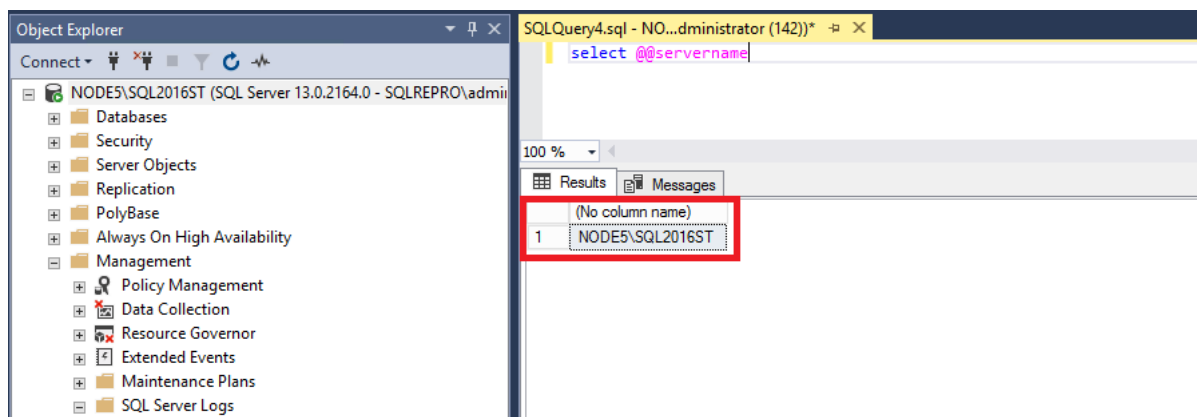 Object Explorer
Connect
NODE5\SQL2016ST (SQL Server 13.0.2164.0 - SQLREPRO\admi
Databases
Security
Server Objects
Replication
PolyBase
Always On High Availability
Management
Policy Management
Data Collection
Resource Governor
Extended Events
Maintenance Plans
SQL Server Logs
SQLQuery4.sql - NO...dministrator (142))*
select @@servername
100 %
Results
Messages
(No column name)
1 NODE5\SQL2016ST